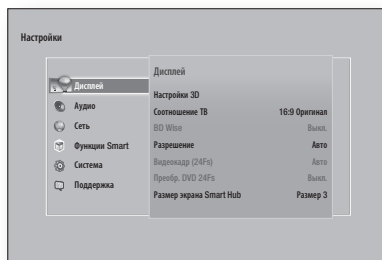 Настройки
Дисплей
Аудио
Сеть
Функции Smart
Система
Поддержка
Дисплей
Настройки 3D
Соотношение ТВ 16:9 Оригинал
BD Wise Выкл.
Разрешение Авто
Видеокадр (24Fs) Авто
Преобр. DVD 24Fs Выкл.
Размер экрана Smart Hub Размер 3